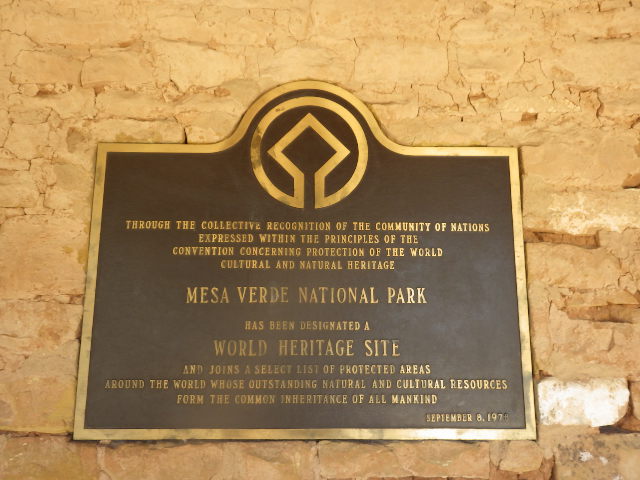 THROUGH THE COLLECTIVE RECOGNITION OF THE COMMUNITY OF NATIONS
EXPRESSED WITHIN THE PRINCIPLES OF THE
CONVENTION CONCERNING PROTECTION OF THE WORLD
CULTURAL AND NATURAL HERITAGE
MESA VERDE NATIONAL PARK
HAS BEEN DESIGNATED A
WORLD HERITAGE SITE
AND JOINS A SELECT LIST OF PROTECTED AREAS
AROUND THE WORLD WHOSE OUTSTANDING NATURAL AND CULTURAL RESOURCES
FORM THE COMMON INHERITANCE OF ALL MANKIND
SEPTEMBER 8, 1978